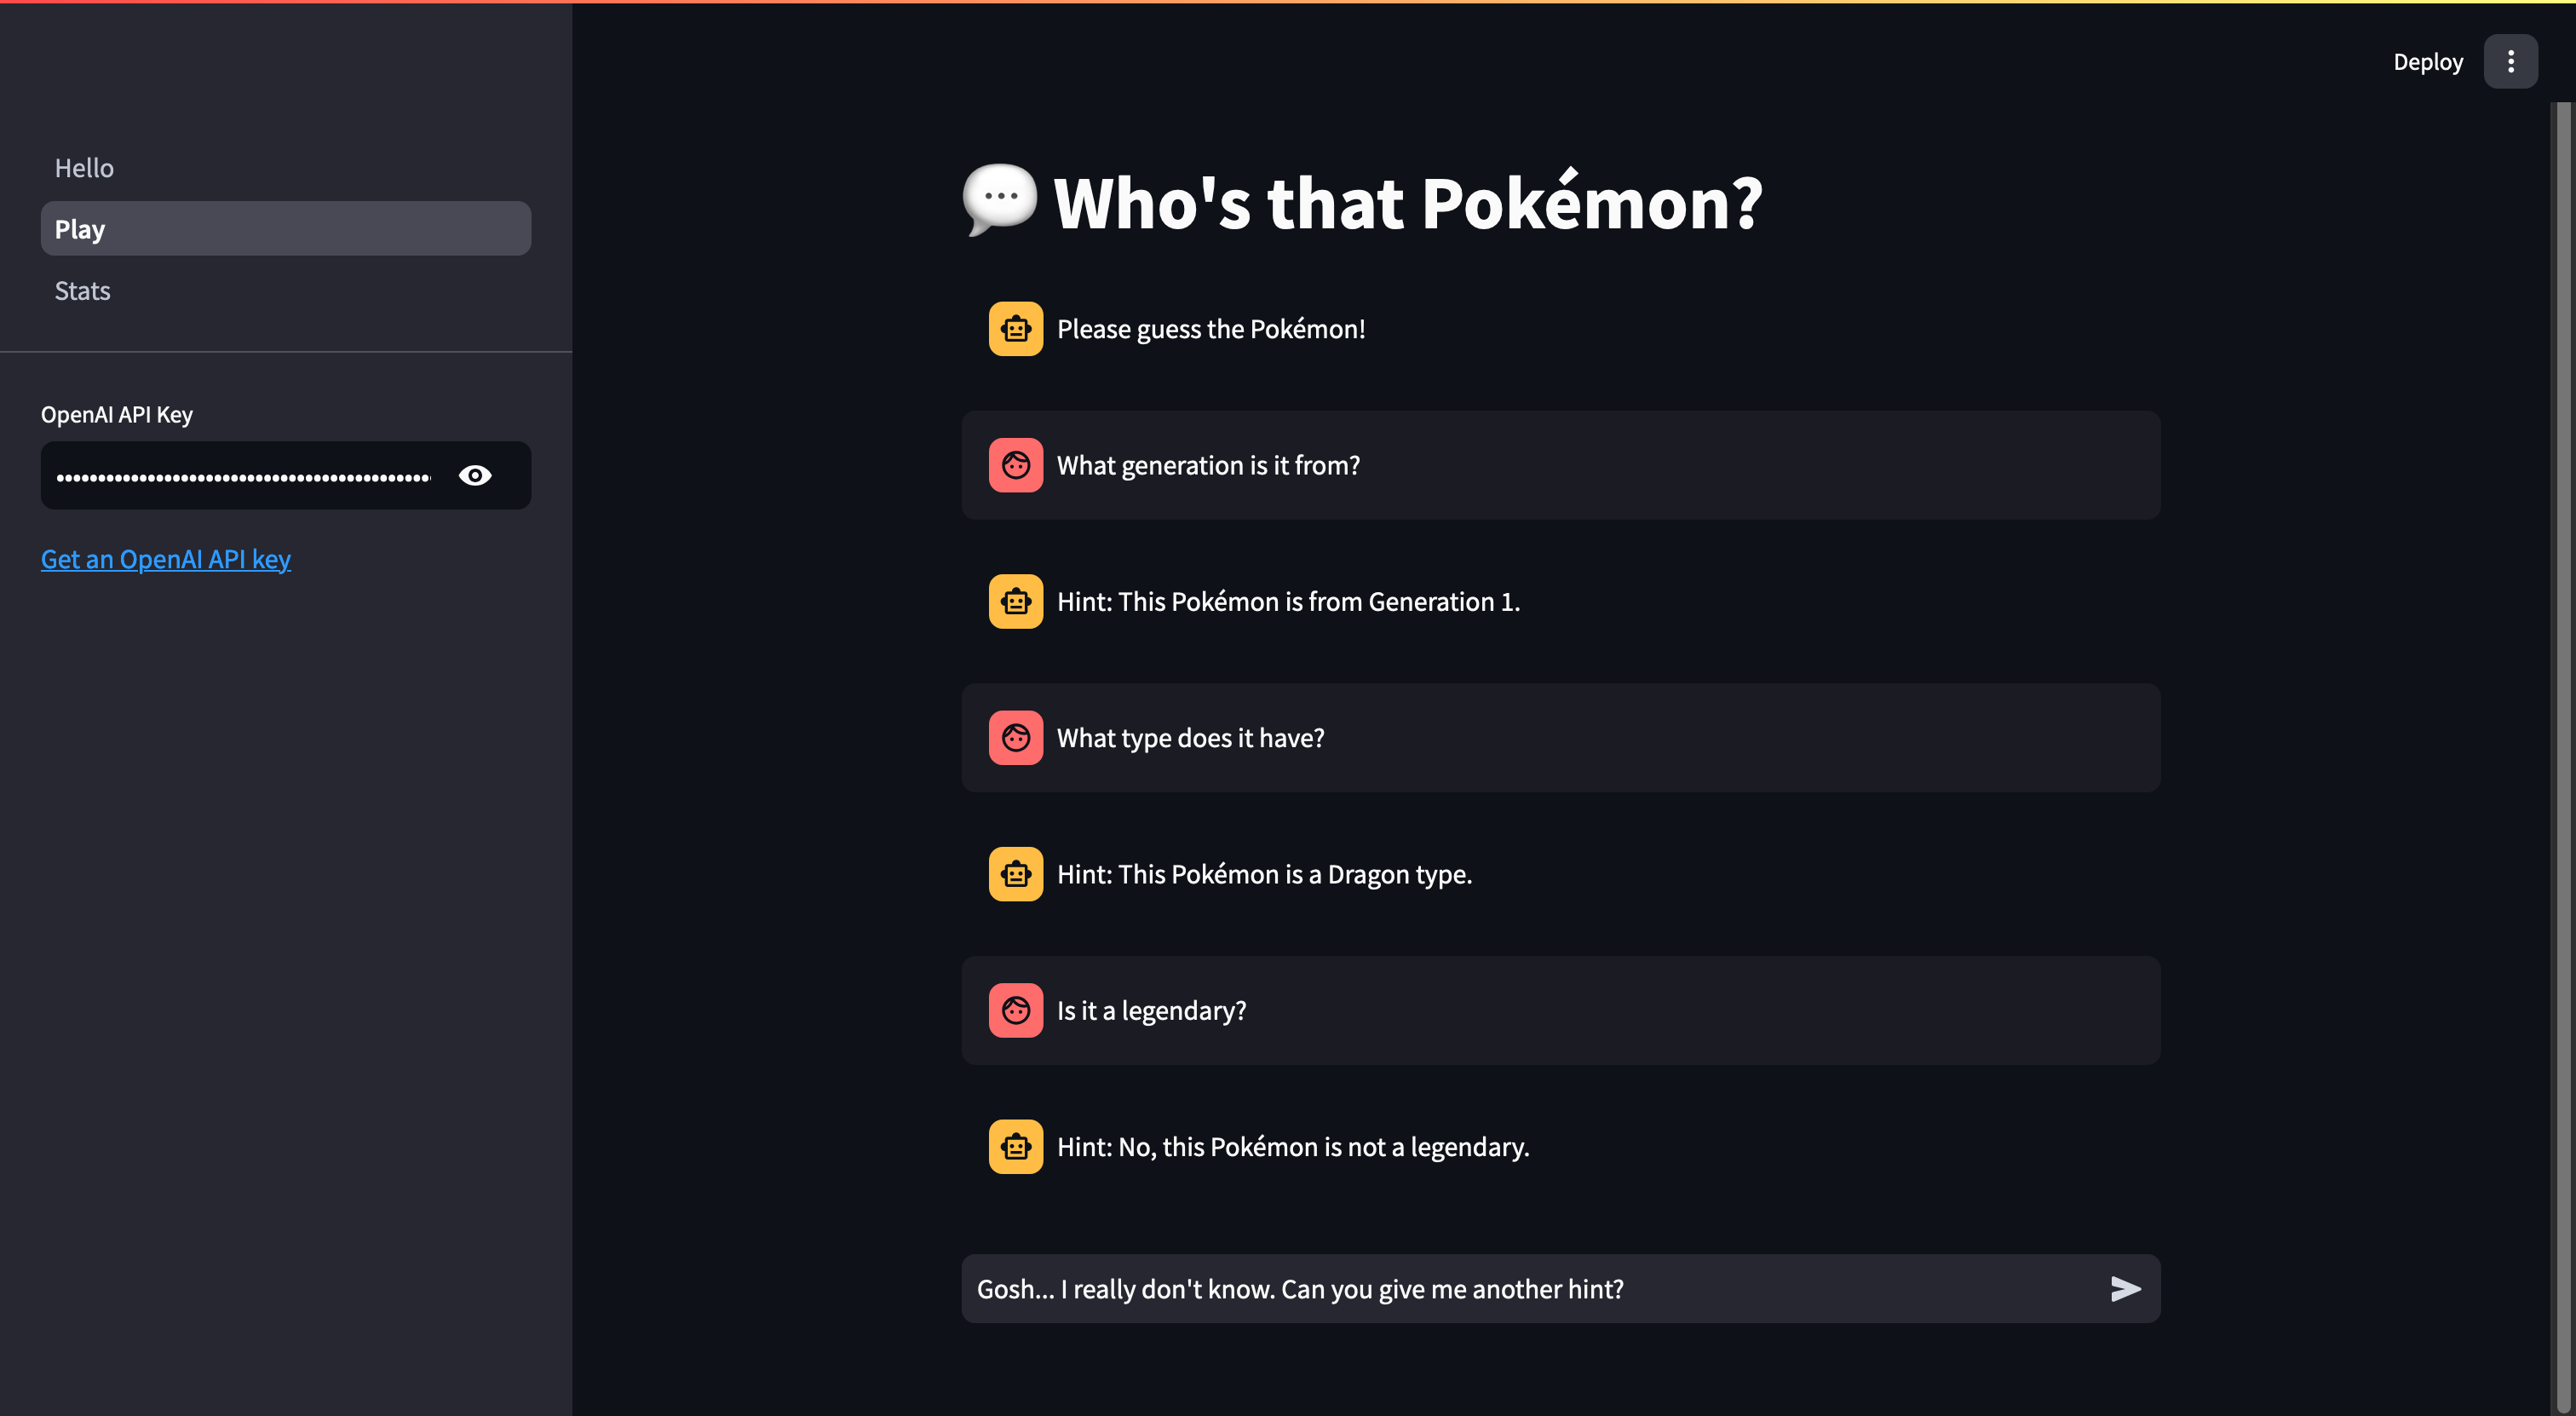 Deploy
Hello
Play
Stats
OpenAI API Key
Get an OpenAI API key
Who's that Pokémon?
Please guess the Pokémon!
What generation is it from?
Hint: This Pokémon is from Generation 1.
What type does it have?
Hint: This Pokémon is a Dragon type.
Is it a legendary?
Hint: No, this Pokémon is not a legendary.
Gosh... I really don't know. Can you give me another hint?